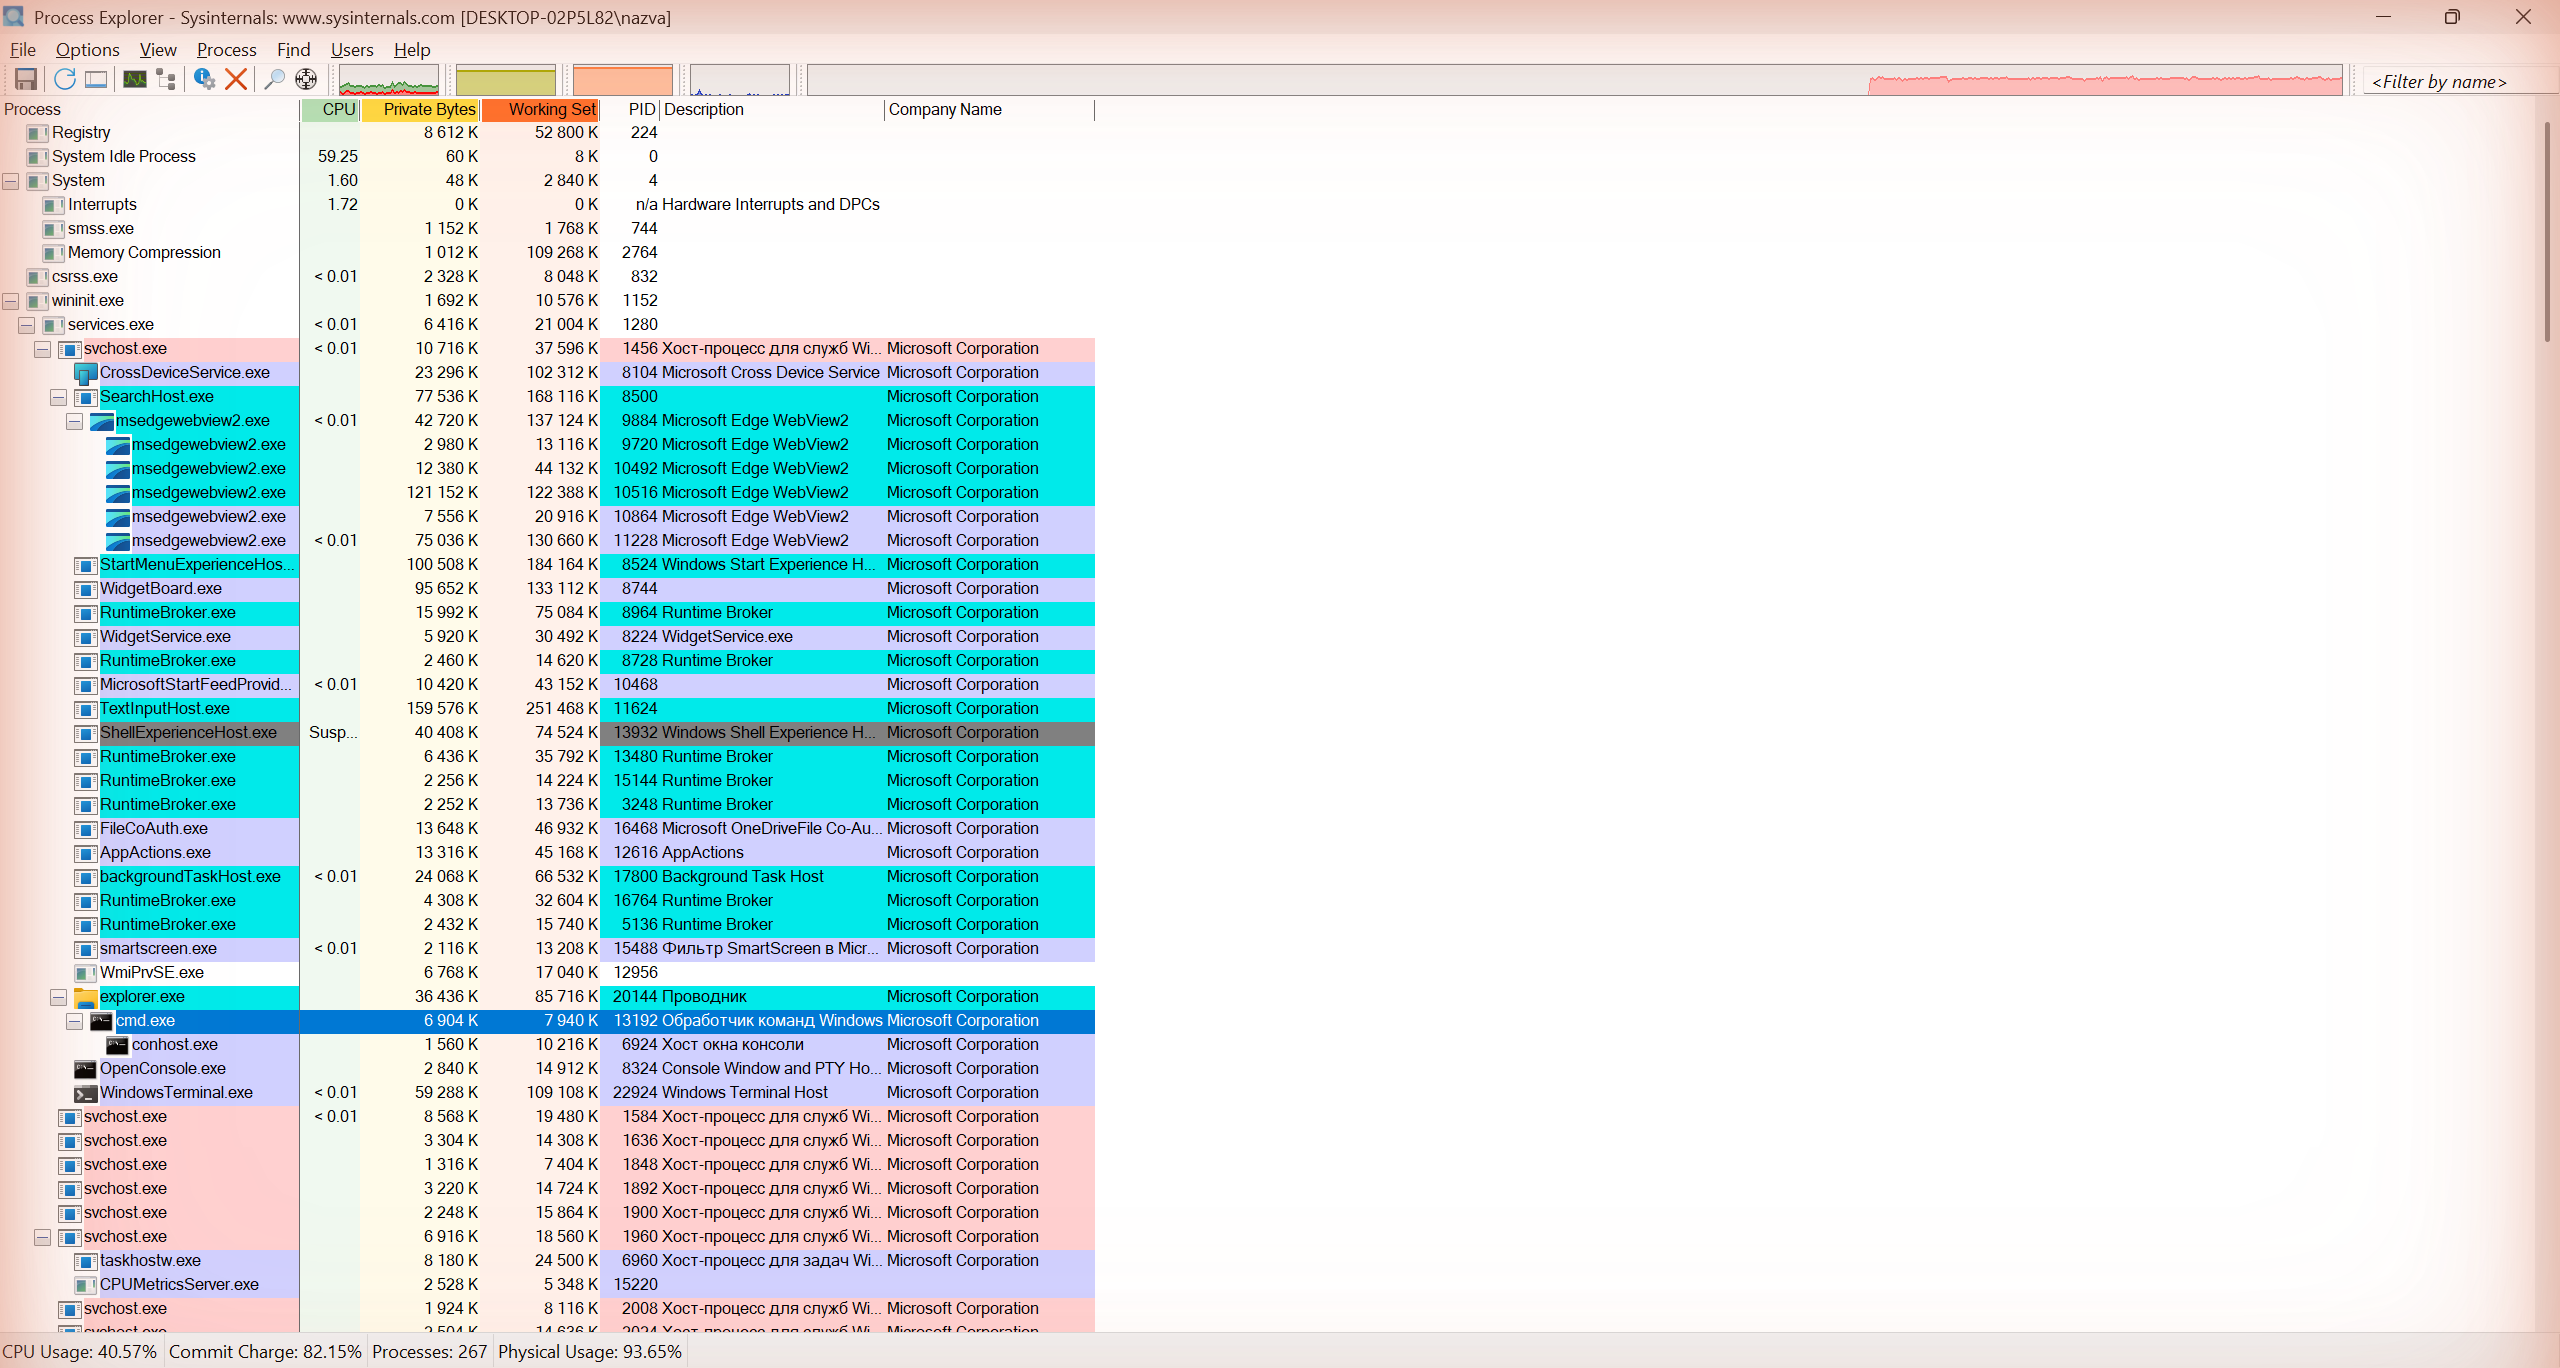 Process Explorer - Sysinternals: www.sysinternals.com [DESKTOP-02P5L82\nazva]
File Options View Process Find Users Help
<Filter by name>
Process CPU Private Bytes Working Set PID Description Company Name
Registry 8 612 K 52 800 K 224
System Idle Process 59.25 60 K 8 K 0
System 1.60 48 K 2 840 K 4
Interrupts 1.72 0 K 0 K n/a Hardware Interrupts and DPCs
smss.exe 1 152 K 1 768 K 744
Memory Compression 1 012 K 109 268 K 2764
csrss.exe < 0.01 2 328 K 8 048 K 832
wininit.exe 1 692 K 10 576 K 1152
services.exe < 0.01 6 416 K 21 004 K 1280
svchost.exe < 0.01 10 716 K 37 596 K 1456 Хост-процесс для служб Wi... Microsoft Corporation
CrossDeviceService.exe 23 296 K 102 312 K 8104 Microsoft Cross Device Service Microsoft Corporation
SearchHost.exe 77 536 K 168 116 K 8500 Microsoft Corporation
msedgewebview2.exe < 0.01 42 720 K 137 124 K 9884 Microsoft Edge WebView2 Microsoft Corporation
msedgewebview2.exe 2 980 K 13 116 K 9720 Microsoft Edge WebView2 Microsoft Corporation
msedgewebview2.exe 12 380 K 44 132 K 10492 Microsoft Edge WebView2 Microsoft Corporation
msedgewebview2.exe 121 152 K 122 388 K 10516 Microsoft Edge WebView2 Microsoft Corporation
msedgewebview2.exe 7 556 K 20 916 K 10864 Microsoft Edge WebView2 Microsoft Corporation
msedgewebview2.exe < 0.01 75 036 K 130 660 K 11228 Microsoft Edge WebView2 Microsoft Corporation
StartMenuExperienceHos... 100 508 K 184 164 K 8524 Windows Start Experience H... Microsoft Corporation
WidgetBoard.exe 95 652 K 133 112 K 8744 Microsoft Corporation
RuntimeBroker.exe 15 992 K 75 084 K 8964 Runtime Broker Microsoft Corporation
WidgetService.exe 5 920 K 30 492 K 8224 WidgetService.exe Microsoft Corporation
RuntimeBroker.exe 2 460 K 14 620 K 8728 Runtime Broker Microsoft Corporation
MicrosoftStartFeedProvid... < 0.01 10 420 K 43 152 K 10468 Microsoft Corporation
TextInputHost.exe 159 576 K 251 468 K 11624 Microsoft Corporation
ShellExperienceHost.exe Susp... 40 408 K 74 524 K 13932 Windows Shell Experience H... Microsoft Corporation
RuntimeBroker.exe 6 436 K 35 792 K 13480 Runtime Broker Microsoft Corporation
RuntimeBroker.exe 2 256 K 14 224 K 15144 Runtime Broker Microsoft Corporation
RuntimeBroker.exe 2 252 K 13 736 K 3248 Runtime Broker Microsoft Corporation
FileCoAuth.exe 13 648 K 46 932 K 16468 Microsoft OneDriveFile Co-Au... Microsoft Corporation
AppActions.exe 13 316 K 45 168 K 12616 AppActions Microsoft Corporation
backgroundTaskHost.exe < 0.01 24 068 K 66 532 K 17800 Background Task Host Microsoft Corporation
RuntimeBroker.exe 4 308 K 32 604 K 16764 Runtime Broker Microsoft Corporation
RuntimeBroker.exe 2 432 K 15 740 K 5136 Runtime Broker Microsoft Corporation
smartscreen.exe < 0.01 2 116 K 13 208 K 15488 Фильтр SmartScreen в Micr... Microsoft Corporation
WmiPrvSE.exe 6 768 K 17 040 K 12956
explorer.exe 36 436 K 85 716 K 20144 Проводник Microsoft Corporation
cmd.exe 6 904 K 7 940 K 13192 Обработчик команд Windows Microsoft Corporation
conhost.exe 1 560 K 10 216 K 6924 Хост окна консоли Microsoft Corporation
OpenConsole.exe 2 840 K 14 912 K 8324 Console Window and PTY Ho... Microsoft Corporation
WindowsTerminal.exe < 0.01 59 288 K 109 108 K 22924 Windows Terminal Host Microsoft Corporation
svchost.exe < 0.01 8 568 K 19 480 K 1584 Хост-процесс для служб Wi... Microsoft Corporation
svchost.exe 3 304 K 14 308 K 1636 Хост-процесс для служб Wi... Microsoft Corporation
svchost.exe 1 316 K 7 404 K 1848 Хост-процесс для служб Wi... Microsoft Corporation
svchost.exe 3 220 K 14 724 K 1892 Хост-процесс для служб Wi... Microsoft Corporation
svchost.exe 2 248 K 15 864 K 1900 Хост-процесс для служб Wi... Microsoft Corporation
svchost.exe 6 916 K 18 560 K 1960 Хост-процесс для служб Wi... Microsoft Corporation
taskhostw.exe 8 180 K 24 500 K 6960 Хост-процесс для задач Wi... Microsoft Corporation
CPUMetricsServer.exe 2 528 K 5 348 K 15220
svchost.exe 1 924 K 8 116 K 2008 Хост-процесс для служб Wi... Microsoft Corporation
CPU Usage: 40.57% Commit Charge: 82.15% Processes: 267 Physical Usage: 93.65%